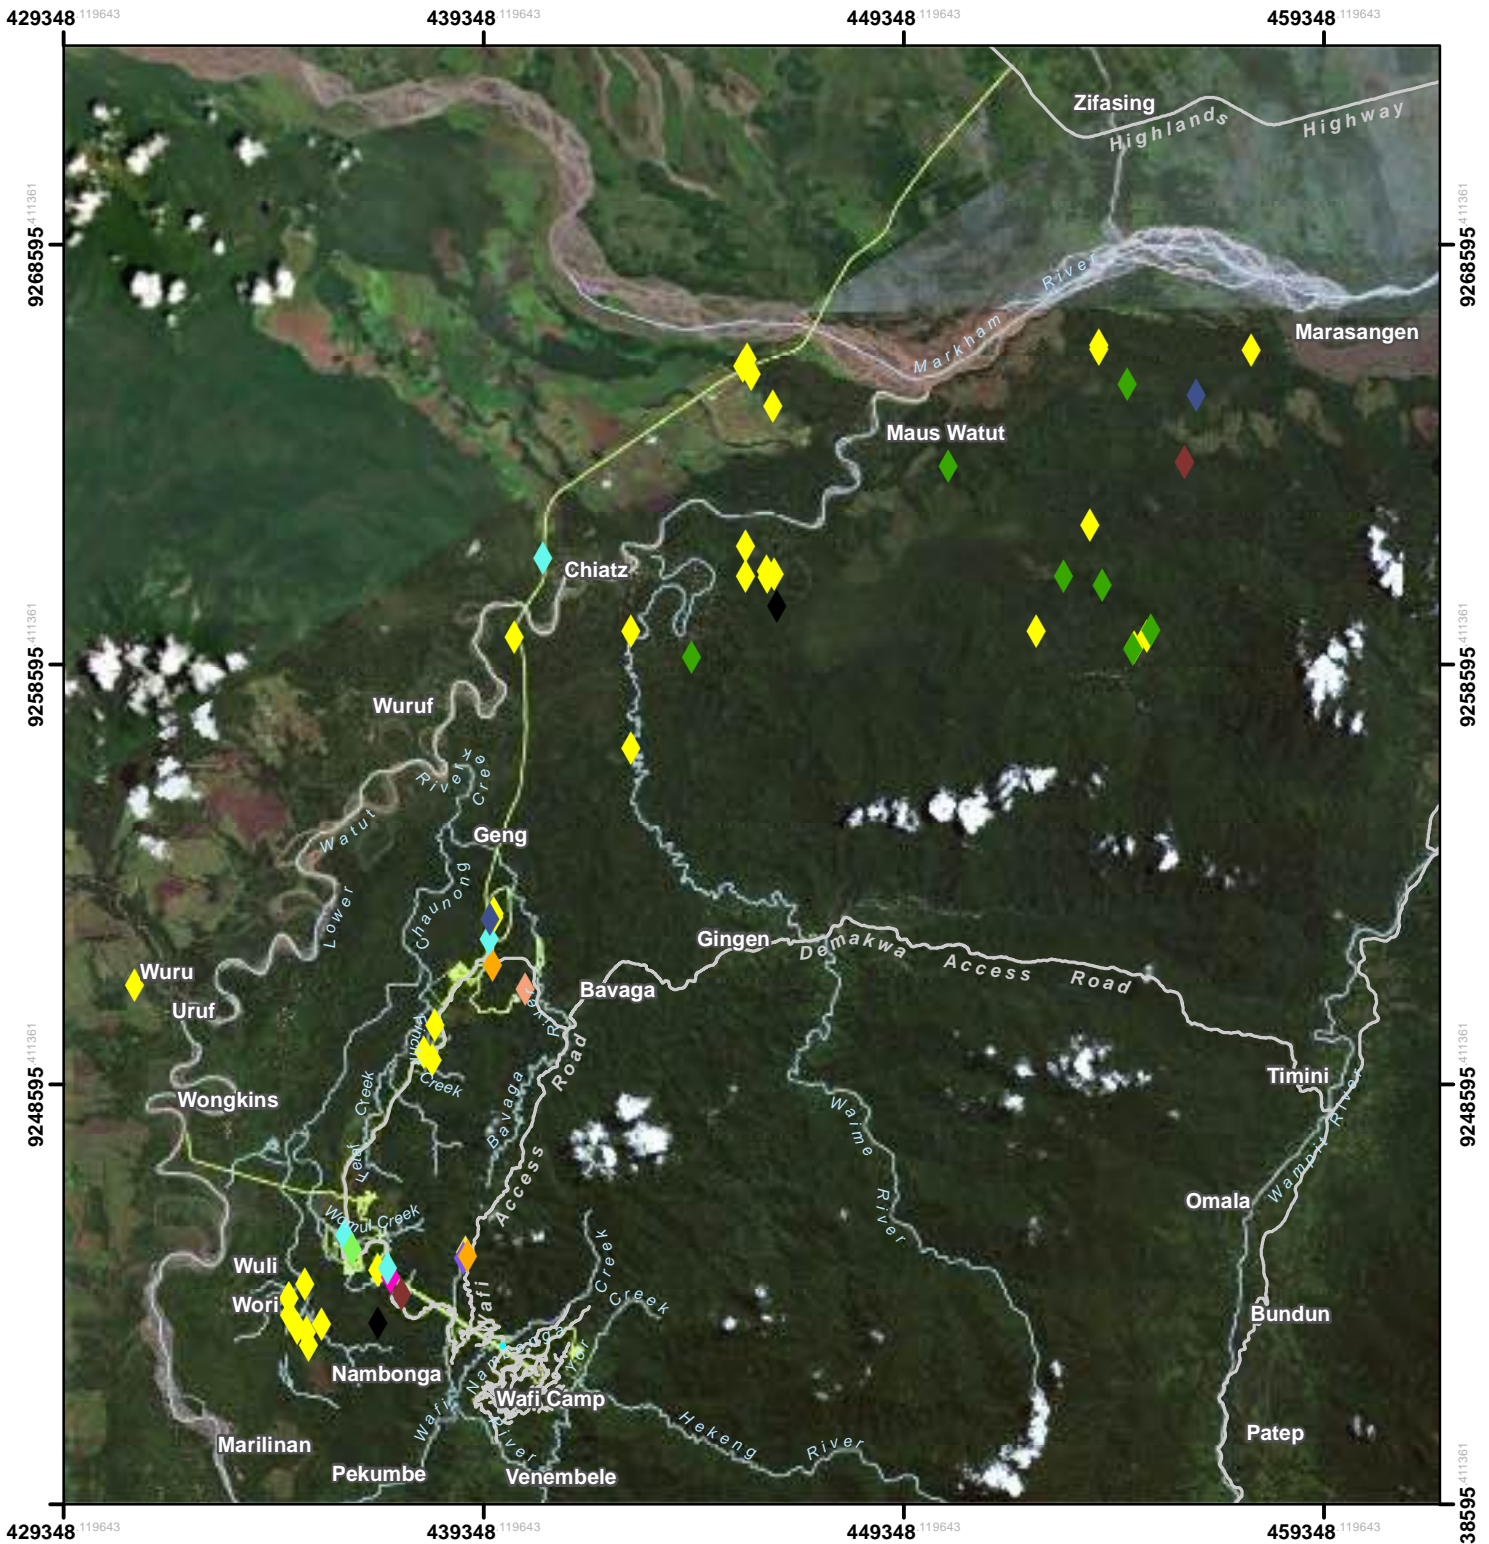 429348.119643
439348.119643
449348.119643
459348.119643
Zifasing
Highlands Highway
9268595.411361
9268595.411361
Markham River
Marasangen
Maus Watut
Chiatz
9258595.411361
9258595.411361
Wuruf
Lower Watut River
Chaunong Creek
Geng
Wuru
Gingen
Demakwa Access Road
Uruf
Bavaga
River
Creek
9248595.411361
9248595.411361
Wongkins
Timini
Creek
Bavaga
Wafi Access Road
Waime River
Wampit River
Omala
Womul Creek
Wuli
Wori
Creek
Creek
Bundun
Nambonga
Nambonga
Yor
Wafi Camp
Wafi River
Hekeng River
Patep
Marilinan
Pekumbe
Venembele
38595.411361
429348.119643
439348.119643
449348.119643
459348.119643